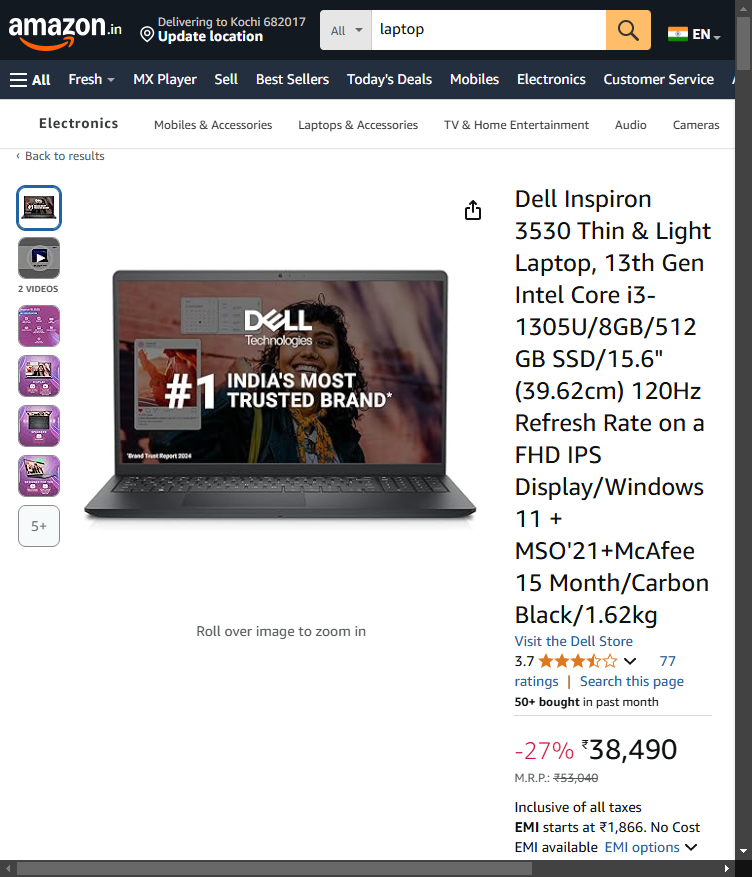 amazon.in
Delivering to Kochi 682017
Update location
All
laptop
EN
All
Fresh
MX Player
Sell
Best Sellers
Today's Deals
Mobiles
Electronics
Customer Service
Electronics
Mobiles & Accessories
Laptops & Accessories
TV & Home Entertainment
Audio
Cameras
‹ Back to results
2 VIDEOS
5+
DELL
Technologies
#1 INDIA'S MOST
TRUSTED BRAND*
*Brand Trust Report 2024
Roll over image to zoom in
Dell Inspiron
3530 Thin & Light
Laptop, 13th Gen
Intel Core i3-
1305U/8GB/512
GB SSD/15.6"
(39.62cm) 120Hz
Refresh Rate on a
FHD IPS
Display/Windows
11 +
MSO'21+McAfee
15 Month/Carbon
Black/1.62kg
Visit the Dell Store
3.7
77
ratings | Search this page
50+ bought in past month
-27% ₹38,490
M.R.P.: ₹53,040
Inclusive of all taxes
EMI starts at ₹1,866. No Cost
EMI available EMI options